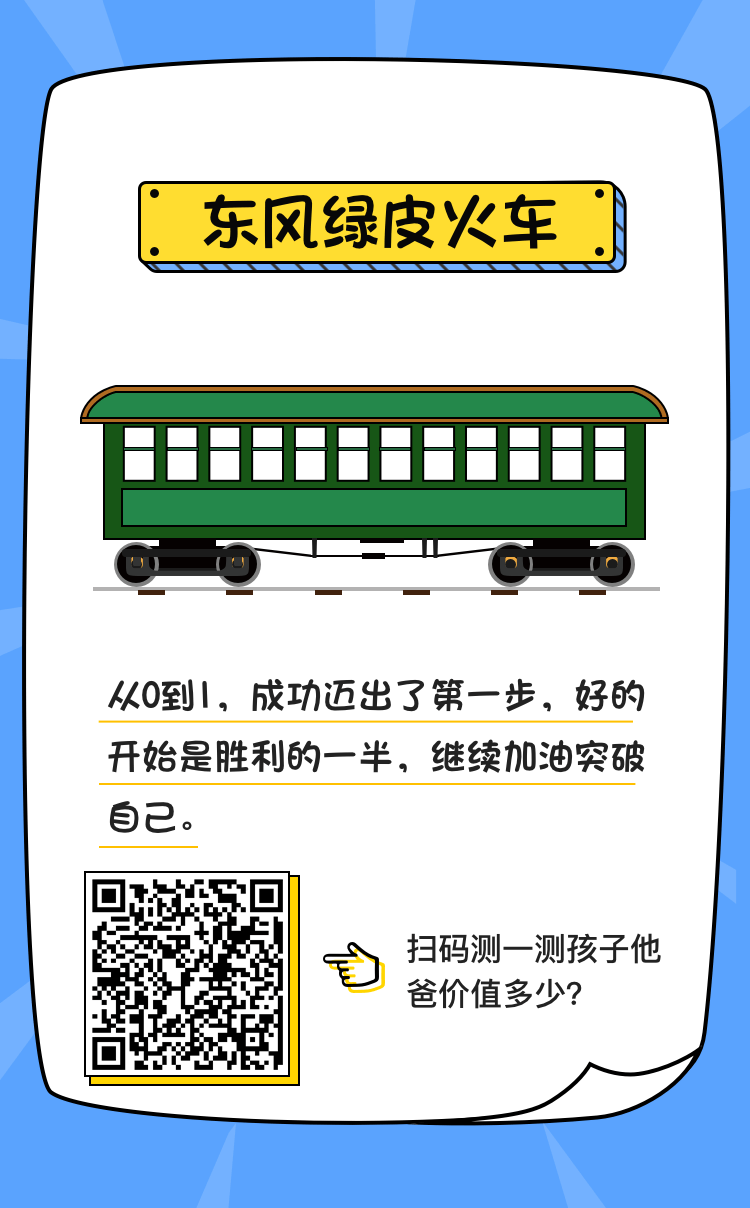 东风绿皮火车
从0到1，成功迈出了第一步，好的
开始是胜利的一半，继续加油突破
自己。
扫码测一测孩子他
爸价值多少?